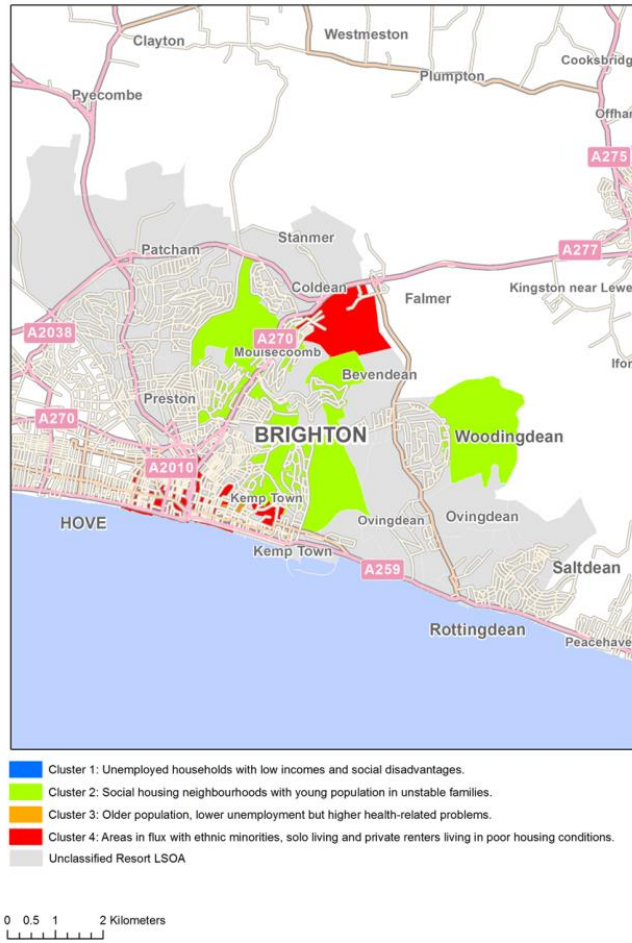 Westmeston
Clayton
Cooksbridg
Plumpton
Pyecombe
Offhar
A275
Stanmer
Patcham
A277
Coldean
Falmer
Kingston near Lewe
A2038
A270
Moulsecoomb
Ifor
Bevendean
Preston
A270
BRIGHTON
Woodingdean
A2010
Kemp Town
HOVE
Ovingdean
Ovingdean
Kemp Town
A259
Saltdean
Rottingdean
Peacehave
Cluster 1: Unemployed households with low incomes and social disadvantages.
Cluster 2: Social housing neighbourhoods with young population in unstable families.
Cluster 3: Older population, lower unemployment but higher health-related problems.
Cluster 4: Areas in flux with ethnic minorities, solo living and private renters living in poor housing conditions.
Unclassified Resort LSOA
0 0.5 1 2 Kilometers